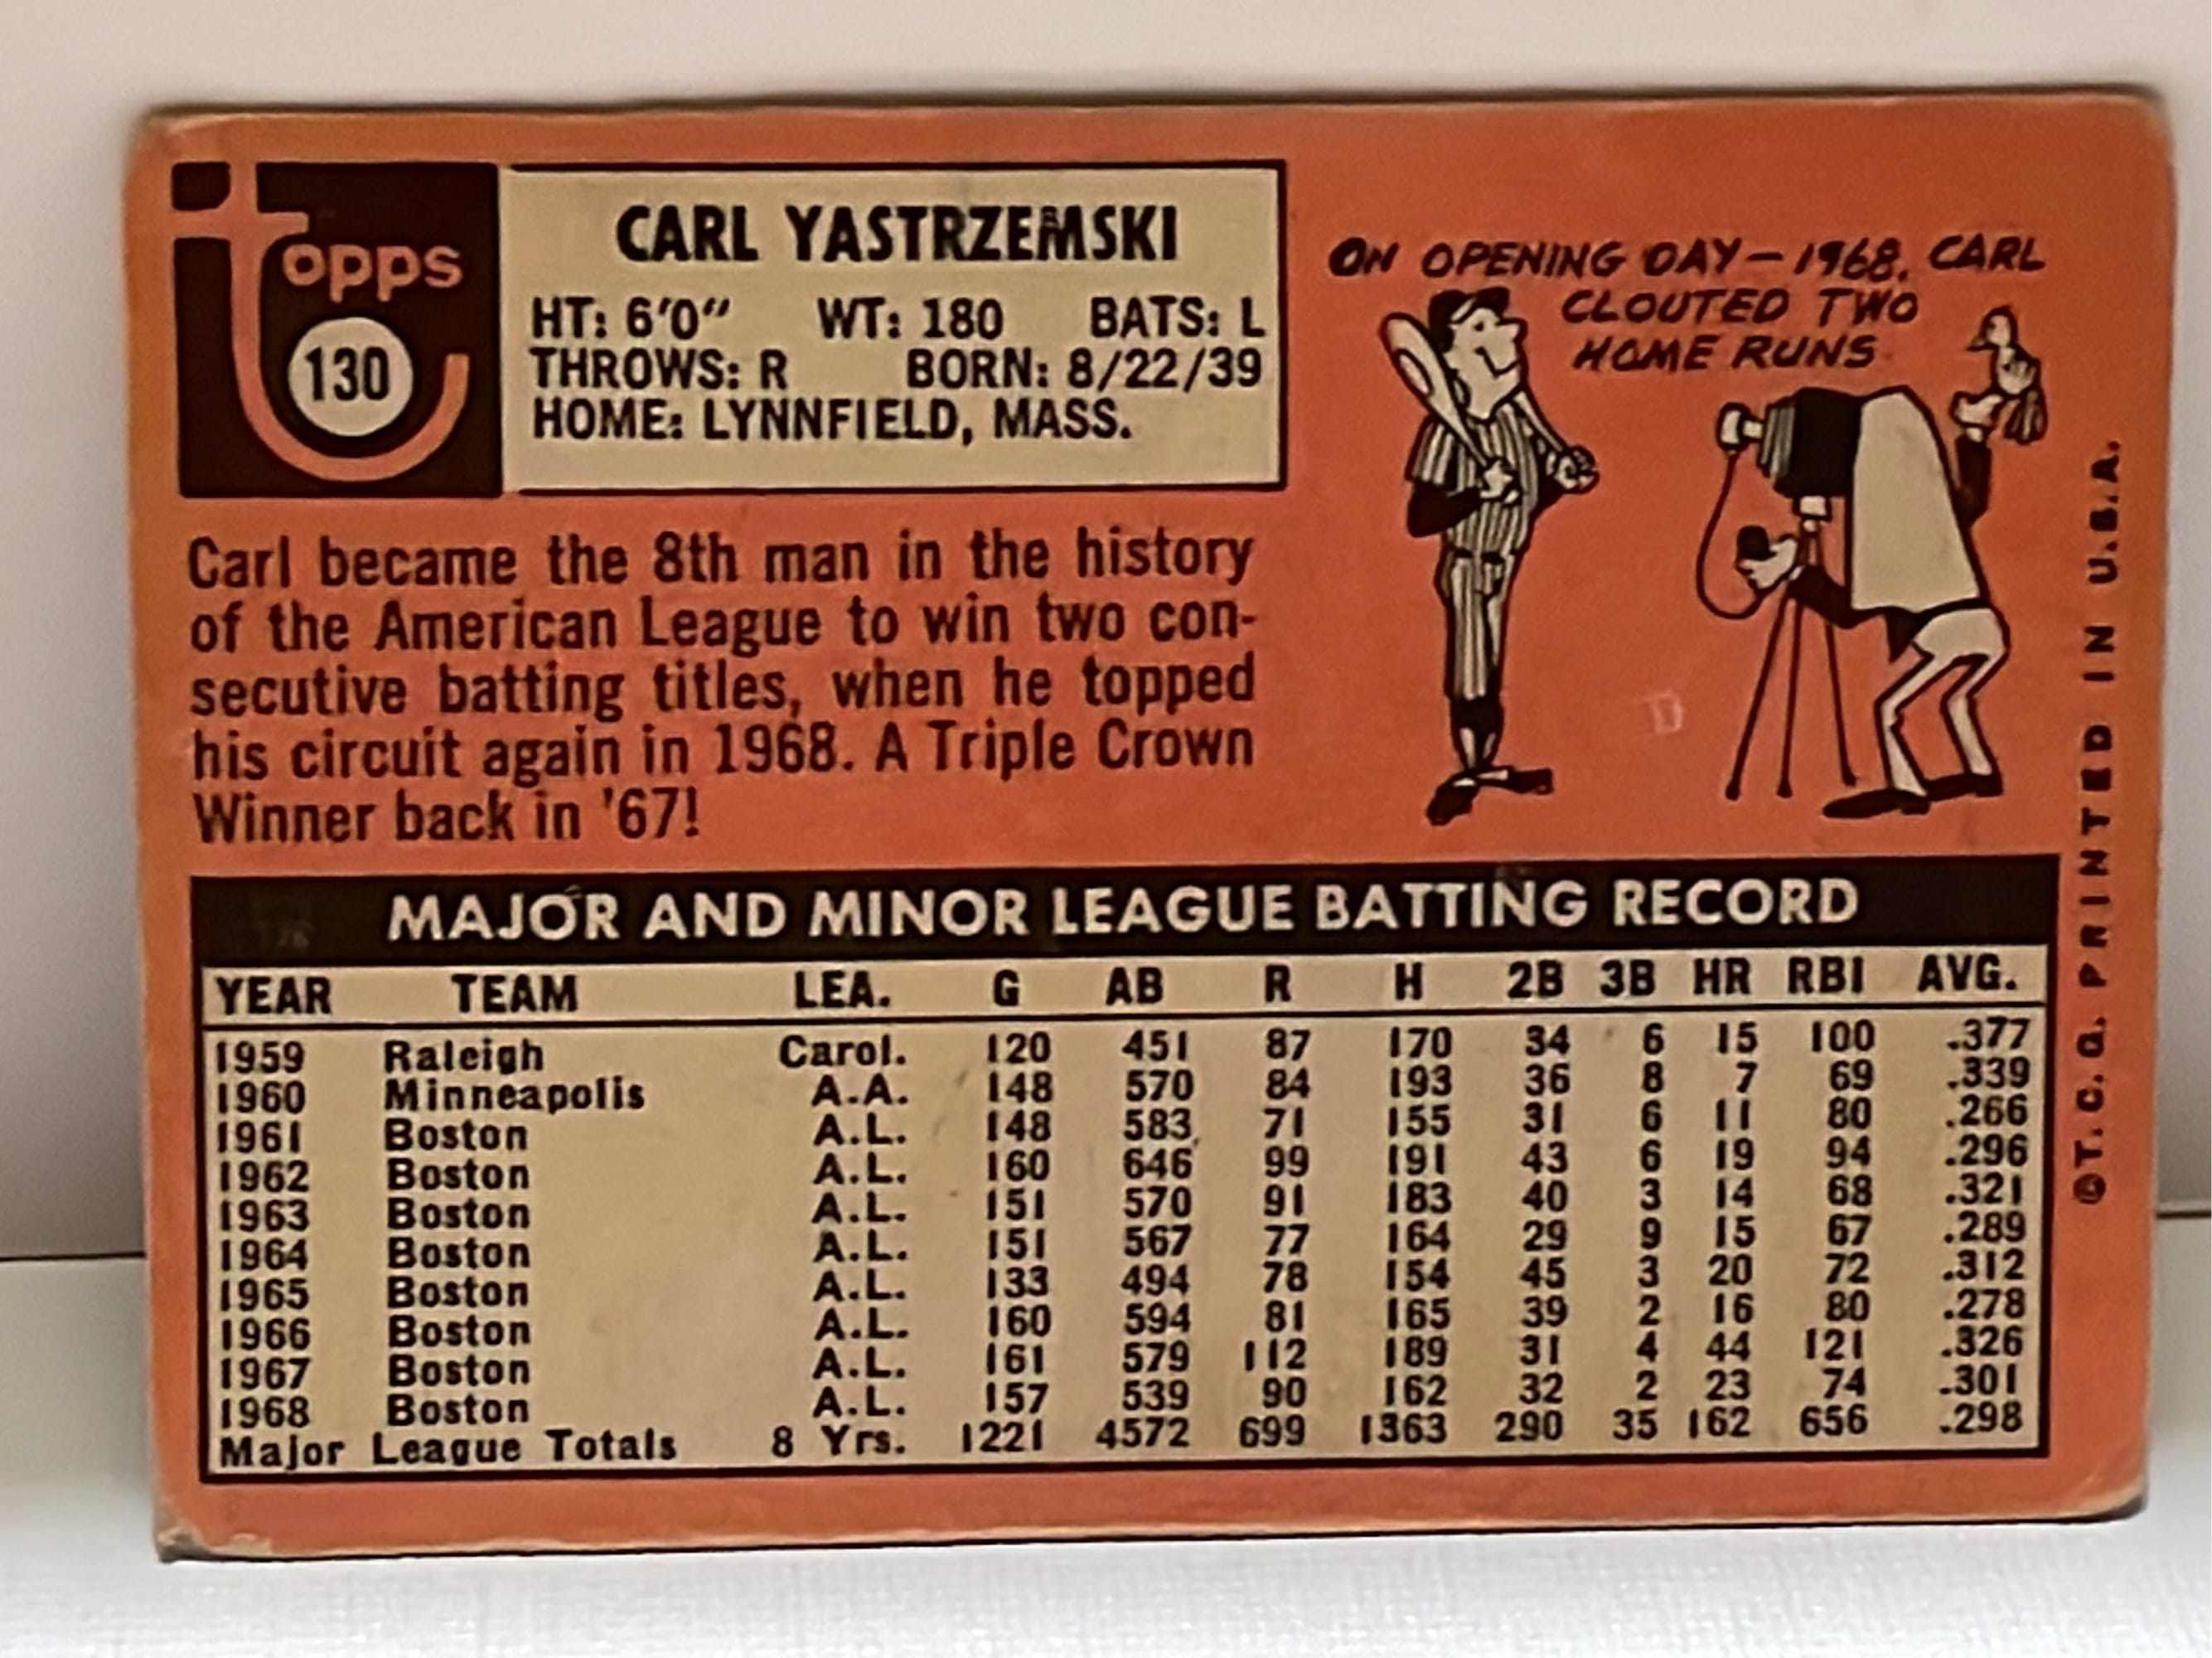 Topps
130
CARL YASTRZEMSKI
HT: 6'0" WT: 180 BATS: L
THROWS: R BORN: 8/22/39
HOME: LYNNFIELD, MASS.
ON OPENING DAY—1968, CARL
CLOUTED TWO
HOME RUNS
Carl became the 8th man in the history
of the American League to win two con-
secutive batting titles, when he topped
his circuit again in 1968. A Triple Crown
Winner back in '67!
MAJOR AND MINOR LEAGUE BATTING RECORD
YEAR TEAM LEA. G AB R H 2B 3B HR RBI AVG.
1959 Raleigh Carol. 120 451 87 170 34 6 15 100 .377
1960 Minneapolis A.A. 148 570 84 193 36 8 7 69 .339
1961 Boston A.L. 148 583 71 155 31 6 11 80 .266
1962 Boston A.L. 160 646 99 191 43 6 19 94 .296
1963 Boston A.L. 151 570 91 183 40 3 14 68 .321
1964 Boston A.L. 151 567 77 164 29 9 15 67 .289
1965 Boston A.L. 133 494 78 154 45 3 20 72 .312
1966 Boston A.L. 160 594 81 165 39 2 16 80 .278
1967 Boston A.L. 161 579 112 189 31 4 44 121 .326
1968 Boston A.L. 157 539 90 162 32 2 23 74 .301
Major League Totals 8 Yrs. 1221 4572 699 1363 290 35 162 656 .298
©T.C.G. PRINTED IN U.S.A.